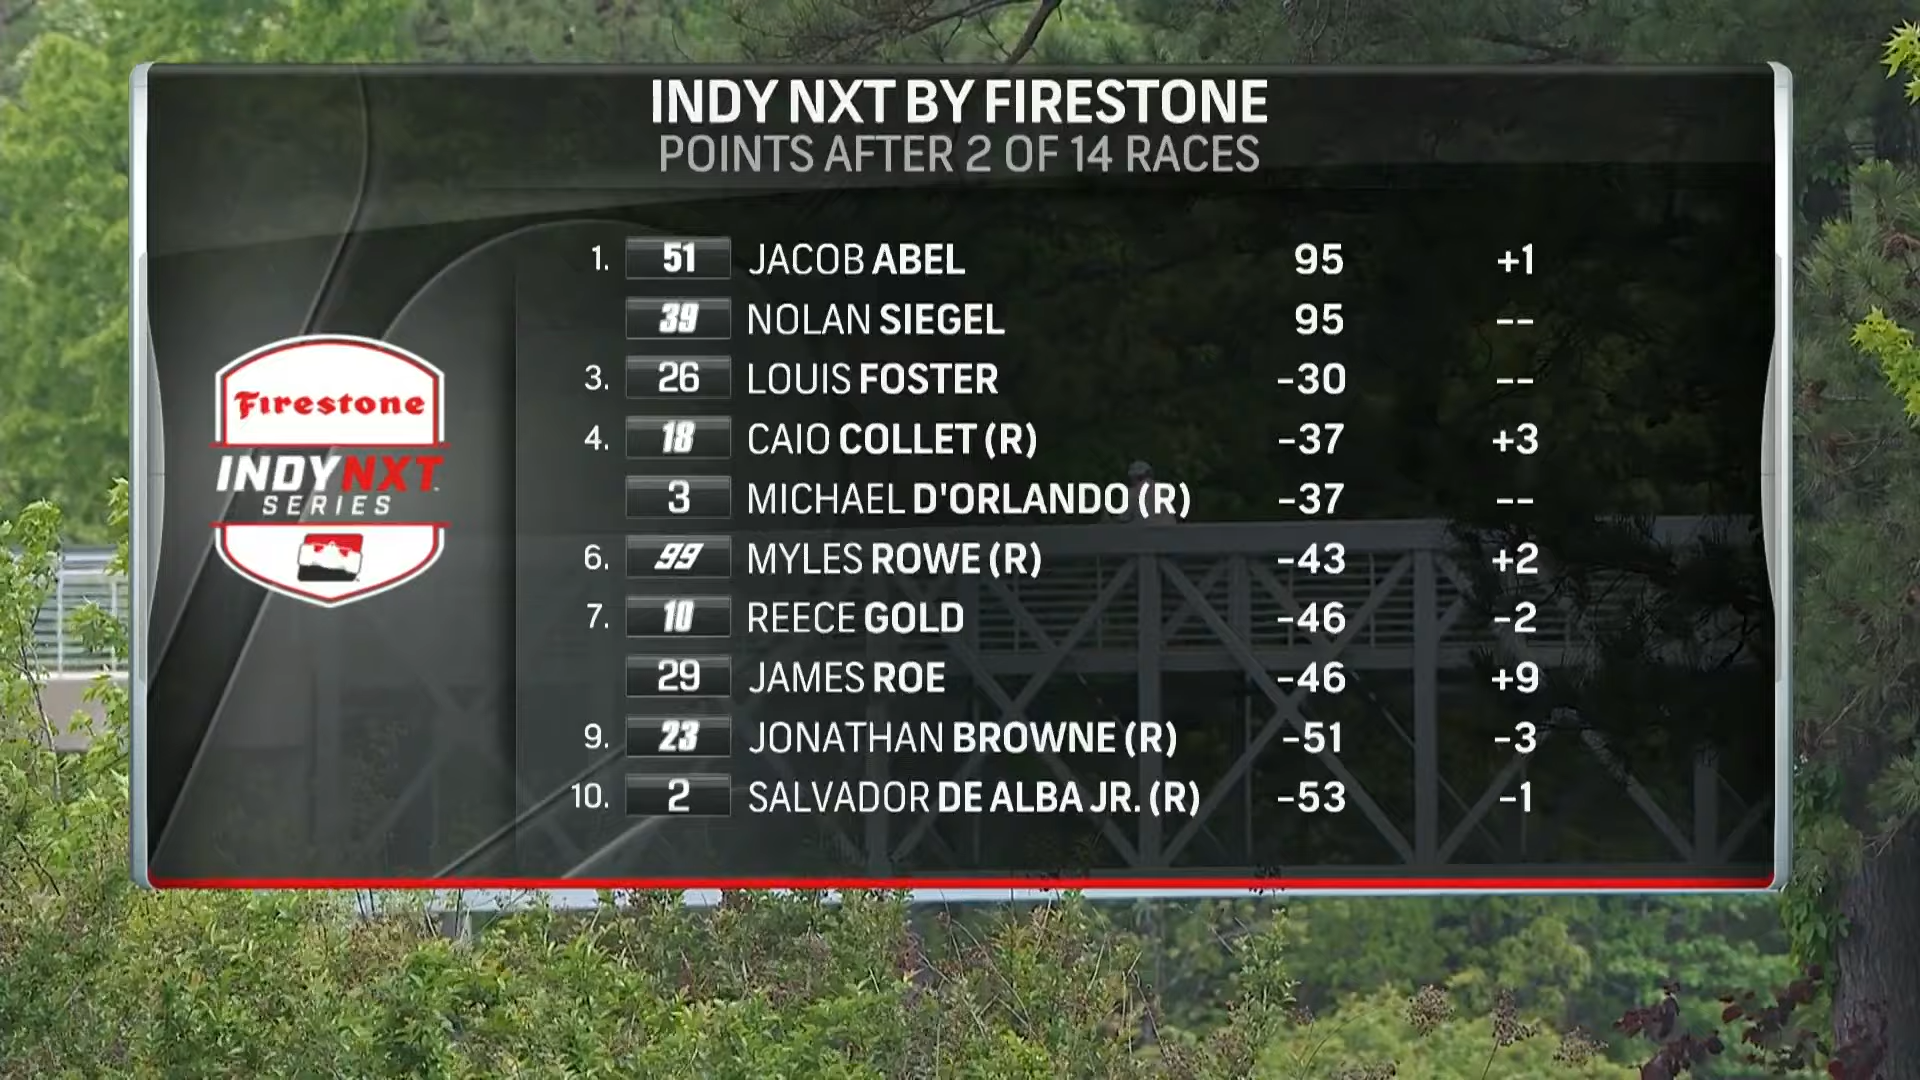 INDY NXT BY FIRESTONE
POINTS AFTER 2 OF 14 RACES
1. 51 JACOB ABEL 95 +1
39 NOLAN SIEGEL 95 --
3. 26 LOUIS FOSTER -30 --
4. 18 CAIO COLLET (R) -37 +3
3 MICHAEL D'ORLANDO (R) -37 --
6. 99 MYLES ROWE (R) -43 +2
7. 10 REECE GOLD -46 -2
29 JAMES ROE -46 +9
9. 23 JONATHAN BROWNE (R) -51 -3
10. 2 SALVADOR DE ALBA JR. (R) -53 -1
Firestone
INDYNXT
SERIES